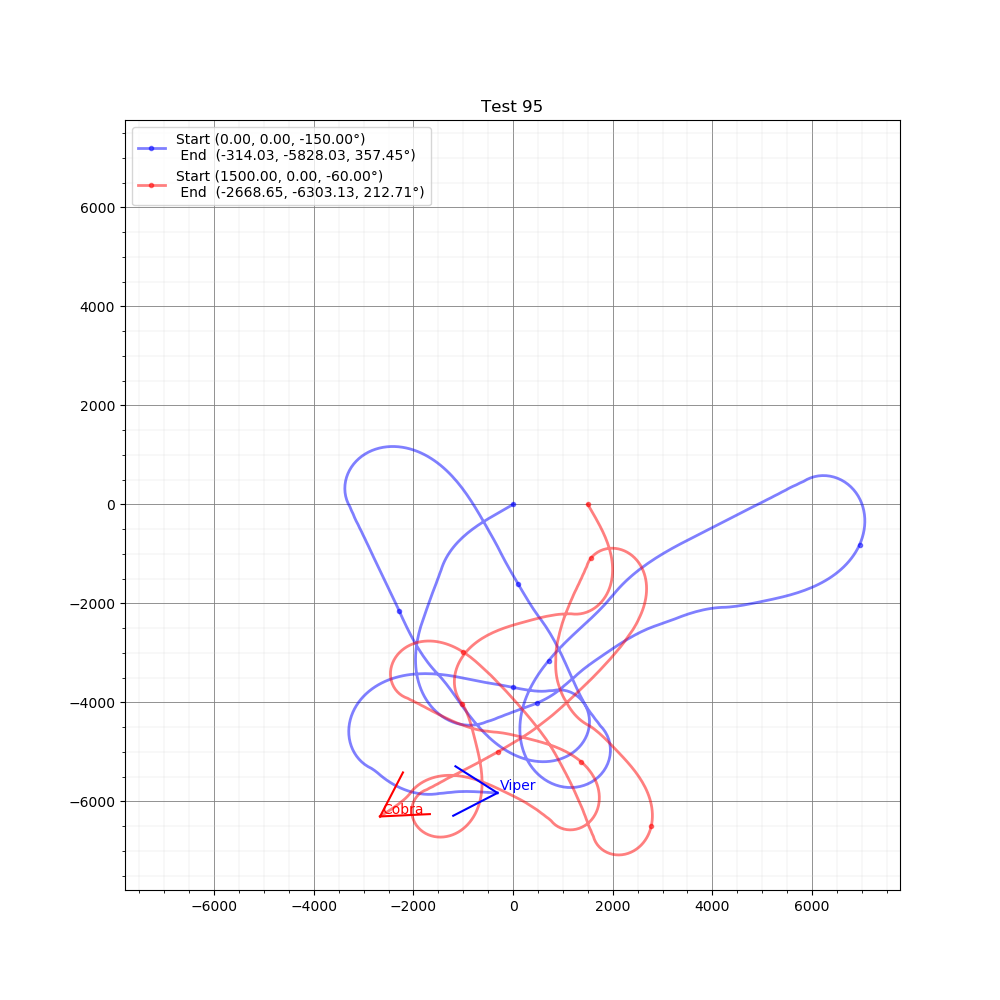 Test 95
Start (0.00, 0.00, -150.00°)
End (-314.03, -5828.03, 357.45°)
Start (1500.00, 0.00, -60.00°)
End (-2668.65, -6303.13, 212.71°)
6000
4000
2000
0
−2000
−4000
−6000
Viper
Cobra
−6000 −4000 −2000 0 2000 4000 6000